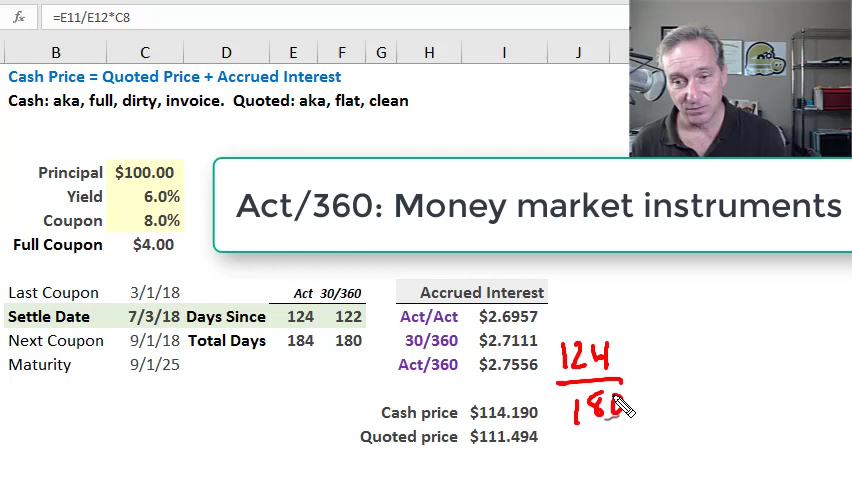 fx =E11/E12*C8
B C D E F G H I J
Cash Price = Quoted Price + Accrued Interest
Cash: aka, full, dirty, invoice. Quoted: aka, flat, clean
Principal $100.00
Yield 6.0%
Coupon 8.0%
Full Coupon $4.00
Act/360: Money market instruments
Last Coupon 3/1/18 Act 30/360 Accrued Interest
Settle Date 7/3/18 Days Since 124 122 Act/Act $2.6957
Next Coupon 9/1/18 Total Days 184 180 30/360 $2.7111
Maturity 9/1/25 Act/360 $2.7556
124
180
Cash price $114.190
Quoted price $111.494